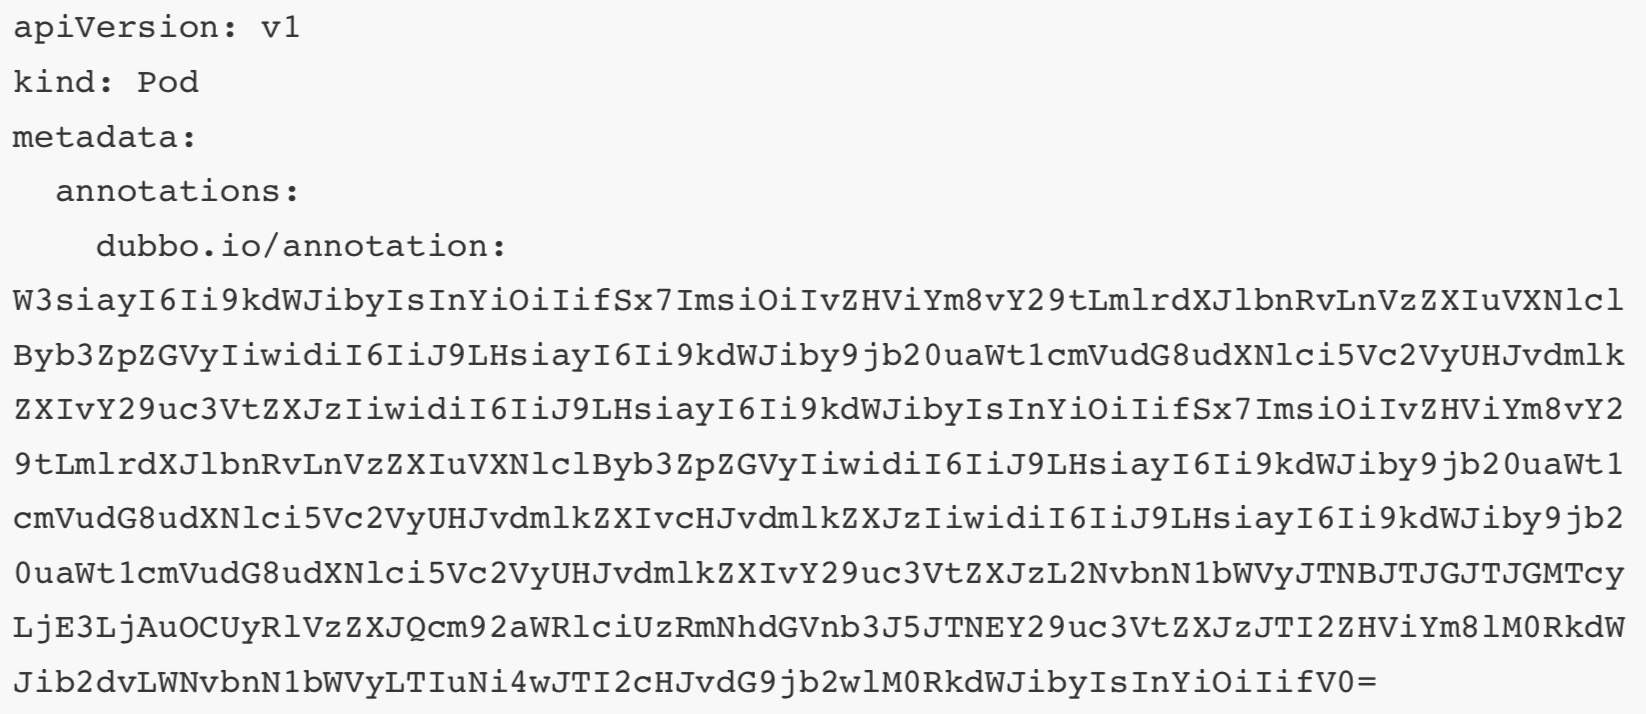 apiVersion: v1
kind: Pod
metadata:
  annotations:
    dubbo.io/annotation:
W3siayI6Ii9kdWJibyIsInYiOiIifSx7ImsiOiIvZHViYm8vY29tLmlrdXJlbnRvLnVzZXIuVXNlcl
Byb3ZpZGVyIiwidiI6IiJ9LHsiayI6Ii9kdWJiby9jb20uaWt1cmVudG8udXNlci5Vc2VyUHJvdmlk
ZXIvY29uc3VtZXJzIiwidiI6IiJ9LHsiayI6Ii9kdWJibyIsInYiOiIifSx7ImsiOiIvZHViYm8vY2
9tLmlrdXJlbnRvLnVzZXIuVXNlclByb3ZpZGVyIiwidiI6IiJ9LHsiayI6Ii9kdWJiby9jb20uaWt1
cmVudG8udXNlci5Vc2VyUHJvdmlkZXIvcHJvdmlkZXJzIiwidiI6IiJ9LHsiayI6Ii9kdWJiby9jb2
0uaWt1cmVudG8udXNlci5Vc2VyUHJvdmlkZXIvY29uc3VtZXJzL2NvbnN1bWVyJTNBJTJGJTJGMTcy
LjE3LjAuOCUyRlVzZXJQcm92aWRlciUzRmNhdGVnb3J5JTNEY29uc3VtZXJzJTI2ZHViYm8lM0RkdW
Jib2dvLWNvbnN1bWVyLTIuNi4wJTI2cHJvdG9jb2wlM0RkdWJibyIsInYiOiIifV0=